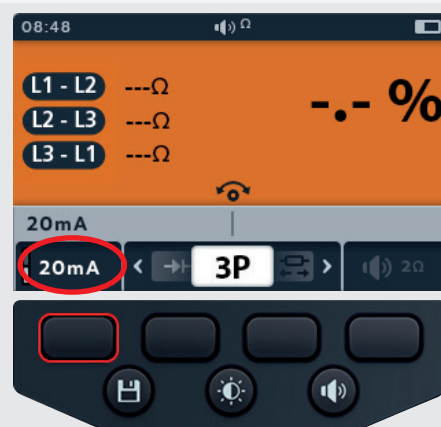 08:48 Ω
L1 - L2 ---Ω -.- %
L2 - L3 ---Ω
L3 - L1 ---Ω
20mA
20mA < 3P > 2Ω